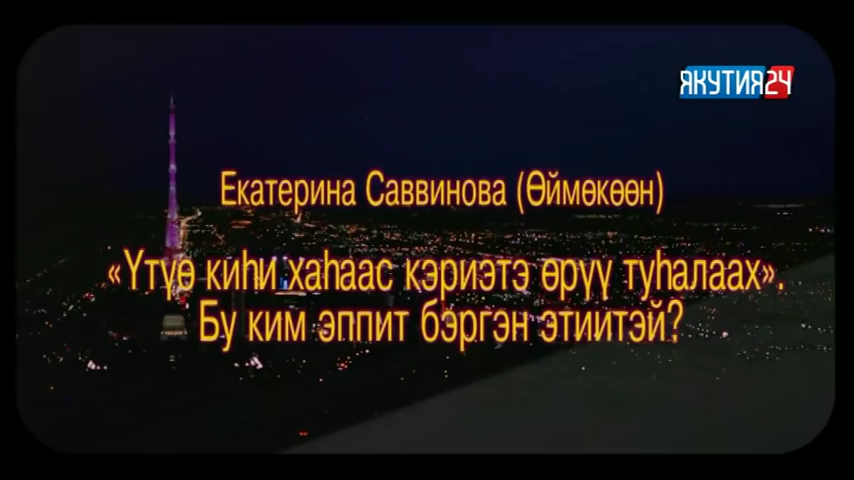 ЯКУТИЯ24
Екатерина Саввинова (Өймөкөөн)
«Үтүө киһи хаһаас кэриэтэ өрүү туһалаах».
Бу ким эппит бэргэн этиитэй?